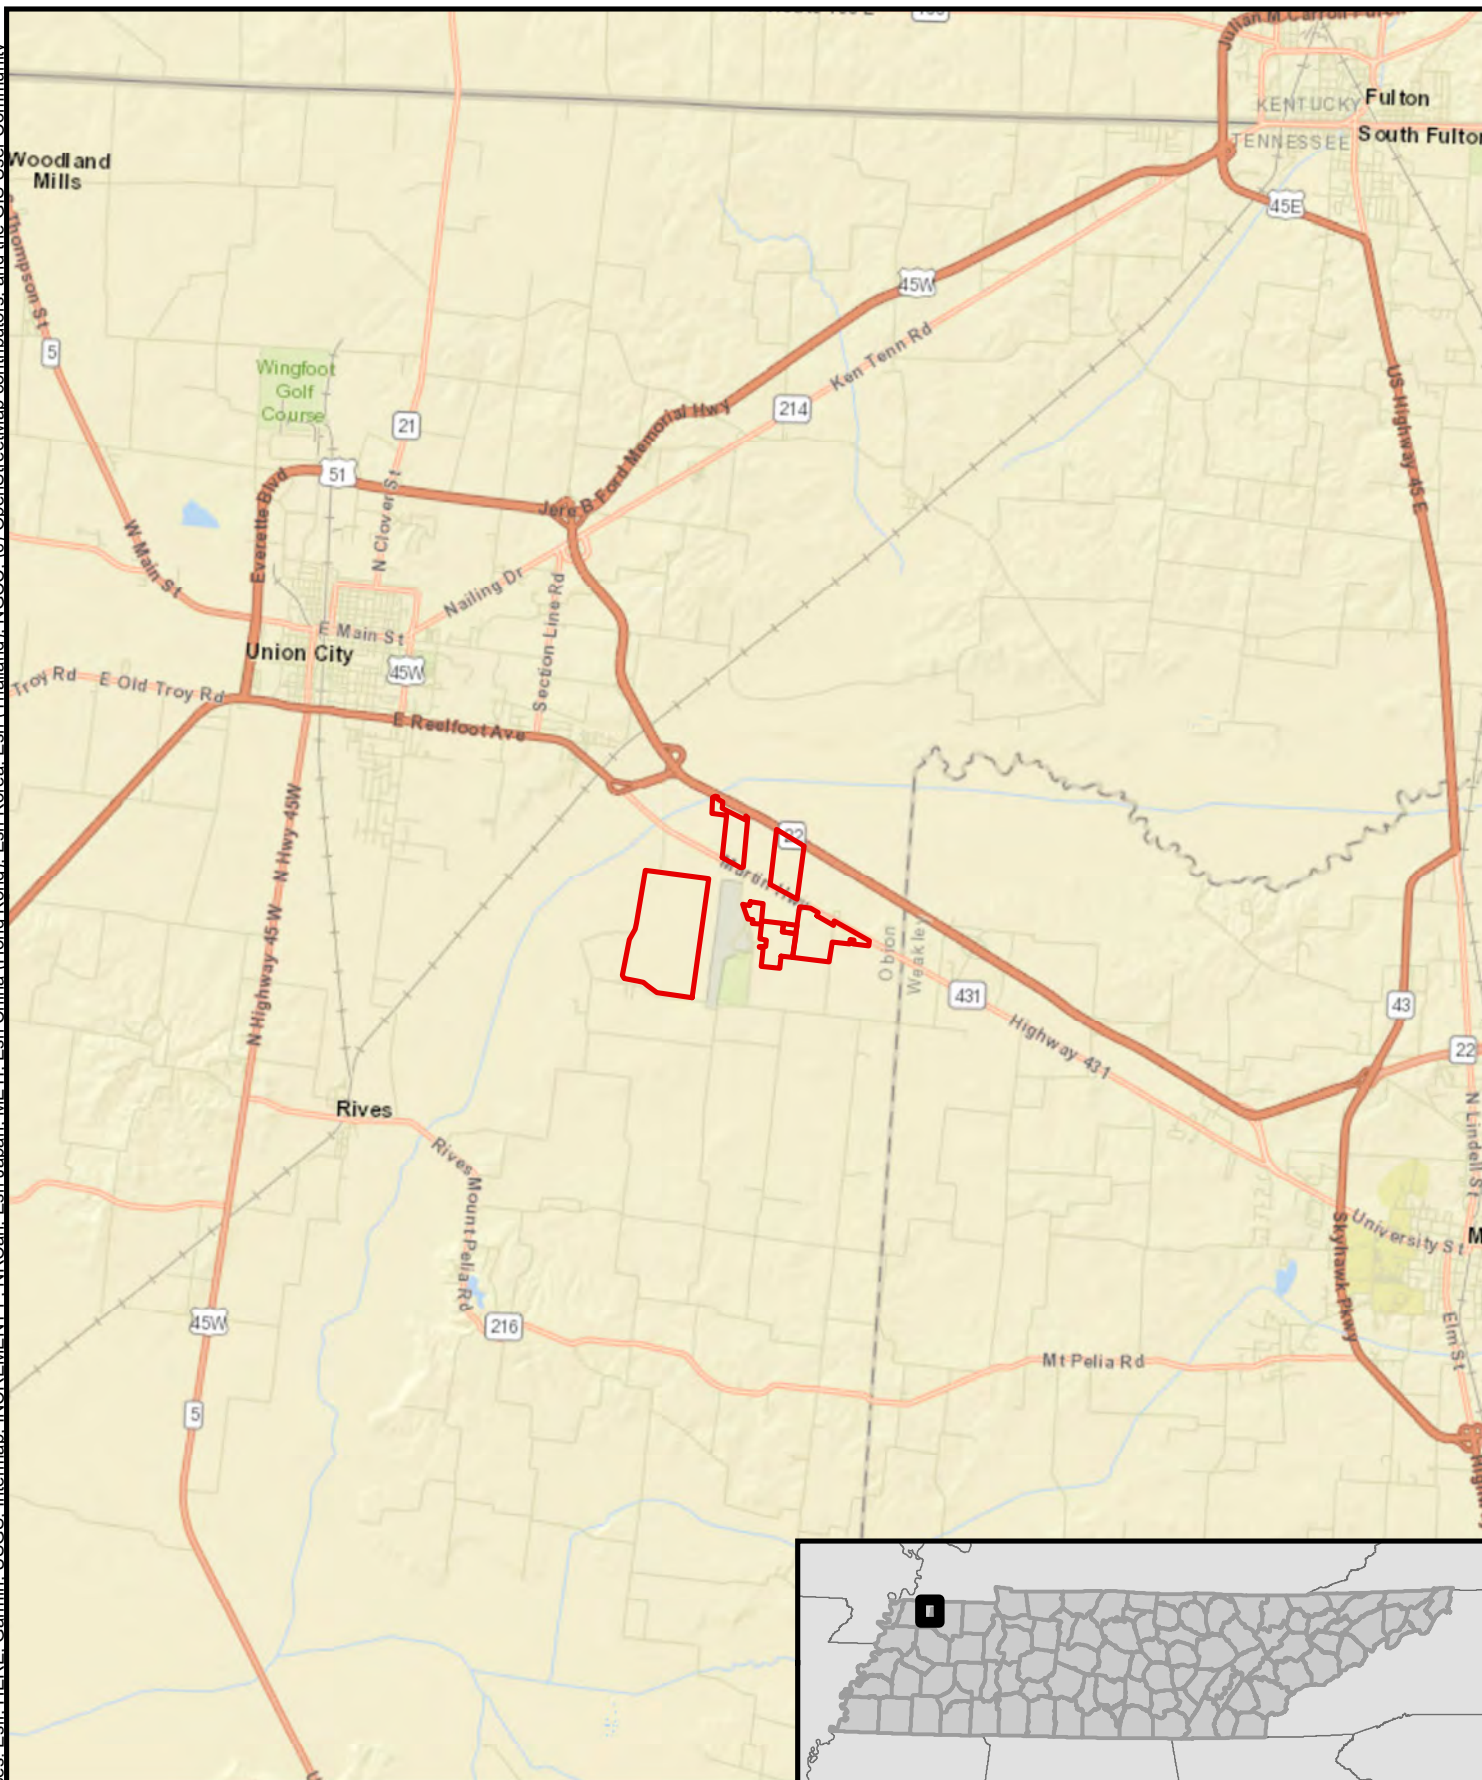 Julian M Carroll
KENTUCKY
Fulton
TENNESSEE
South Fulton
Woodland
Mills
45E
45W
Thompson St
Ken Tenn Rd
5
Wingfoot
Golf
Course
21
214
US Highway 45 E
Jere B Ford Memorial Hwy
51
Everette Blvd
N Clover St
W Main St
Nailing Dr
Section Line Rd
E Main St
Union City
45W
Troy Rd
E Old Troy Rd
E Reelfoot Ave
N Hwy 45W
22
Martin Hwy
Obion
Weakley
N Highway 45 W
431
43
Highway 431
22
Rives
N Lindell St
Rives Mount Pelia Rd
University St
M
Skyhawk Pkwy
45W
216
Elm St
Mt Pelia Rd
5